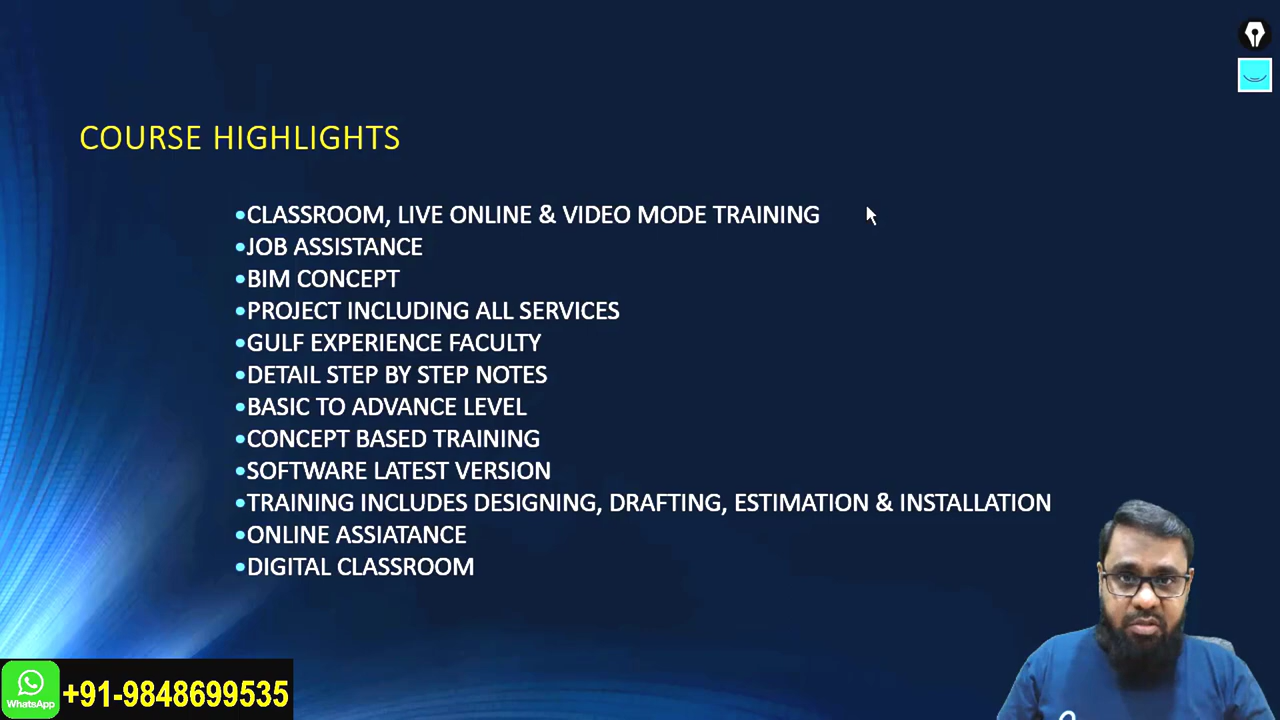 COURSE HIGHLIGHTS
•CLASSROOM, LIVE ONLINE & VIDEO MODE TRAINING
•JOB ASSISTANCE
•BIM CONCEPT
•PROJECT INCLUDING ALL SERVICES
•GULF EXPERIENCE FACULTY
•DETAIL STEP BY STEP NOTES
•BASIC TO ADVANCE LEVEL
•CONCEPT BASED TRAINING
•SOFTWARE LATEST VERSION
•TRAINING INCLUDES DESIGNING, DRAFTING, ESTIMATION & INSTALLATION
•ONLINE ASSIATANCE
•DIGITAL CLASSROOM
WhatsApp
+91-9848699535